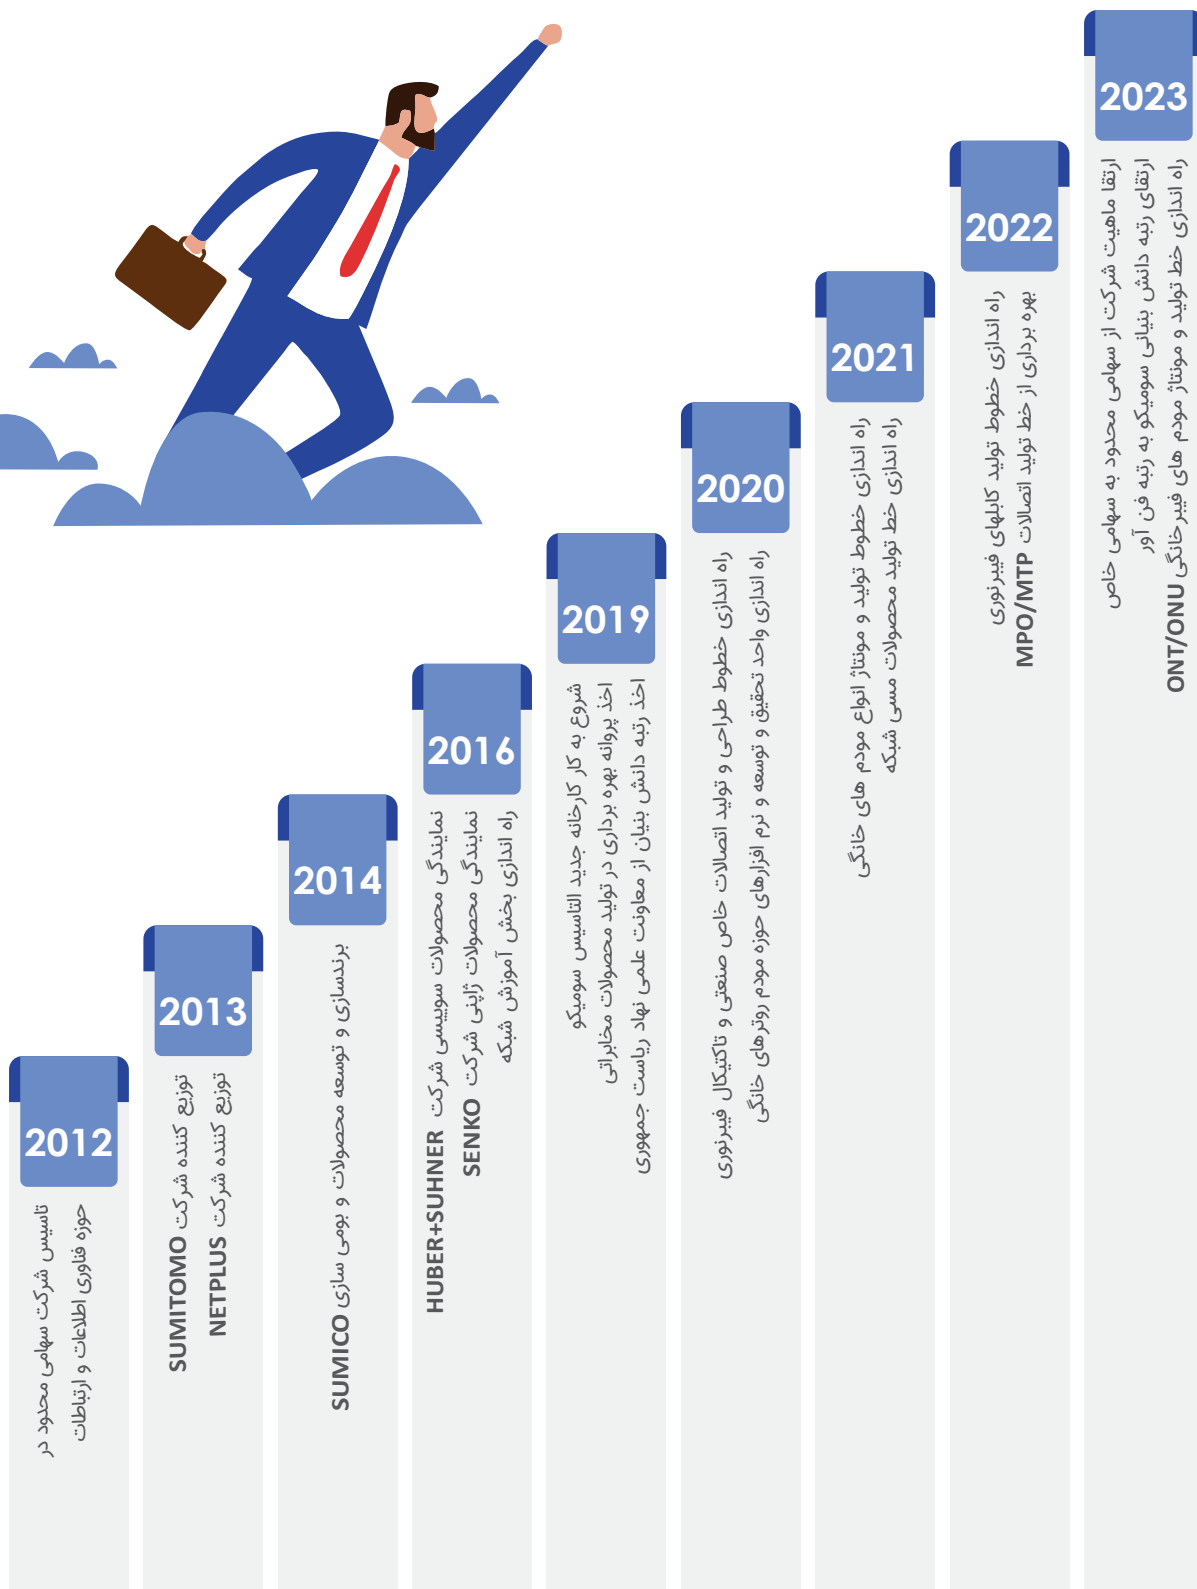 2012
تاسیس شرکت سهامی محدود در
حوزه فناوری اطلاعات و ارتباطات
2013
توزیع کننده شرکت SUMITOMO
توزیع کننده شرکت NETPLUS
2014
برندسازی و توسعه محصولات و بومی سازی SUMICO
2016
نمایندگی محصولات سوییسی شرکت HUBER+SUHNER
نمایندگی محصولات ژاپنی شرکت SENKO
راه اندازی بخش آموزش شبکه
2019
شروع به کار کارخانه جدید التاسیس سومیکو
اخذ پروانه بهره برداری در تولید محصولات مخابراتی
اخذ رتبه دانش بنیان از معاونت علمی نهاد ریاست جمهوری
2020
راه اندازی خطوط طراحی و تولید اتصالات خاص صنعتی و تاکتیکال فیبرنوری
راه اندازی واحد تحقیق و توسعه و نرم افزارهای حوزه مودم روترهای خانگی
2021
راه اندازی خطوط تولید و مونتاژ انواع مودم های خانگی
راه اندازی خط تولید محصولات مسی شبکه
2022
راه اندازی خطوط تولید کابلهای فیبرنوری
بهره برداری از خط تولید اتصالات MPO/MTP
2023
ارتقا ماهیت شرکت از سهامی محدود به سهامی خاص
ارتقای رتبه دانش بنیانی سومیکو به رتبه فن آور
راه اندازی خط تولید و مونتاژ مودم های فیبرخانگی ONT/ONU